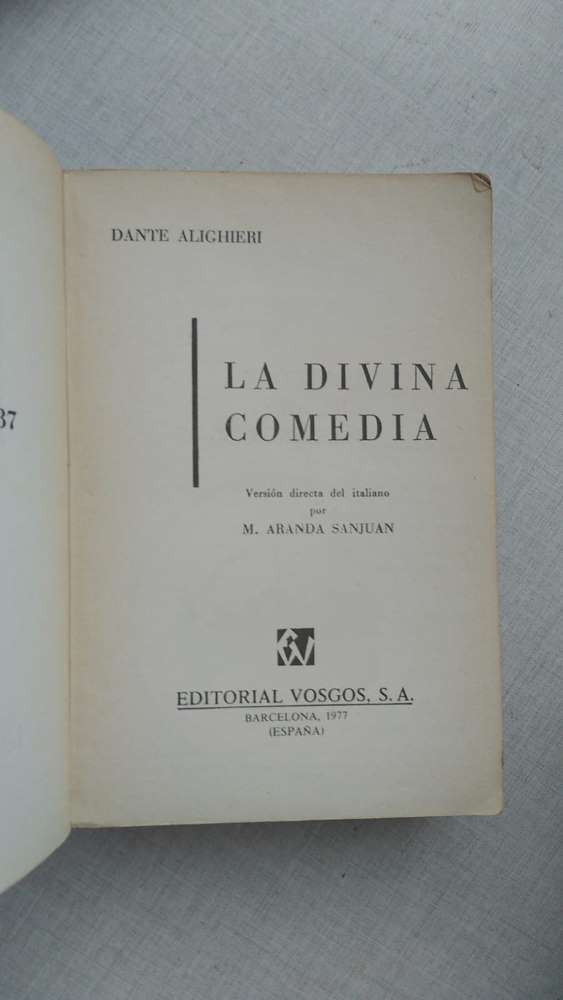 37
DANTE ALIGHIERI
LA DIVINA
COMEDIA
Versión directa del italiano
por
M. ARANDA SANJUAN
EDITORIAL VOSGOS, S. A.
BARCELONA, 1977
(ESPAÑA)